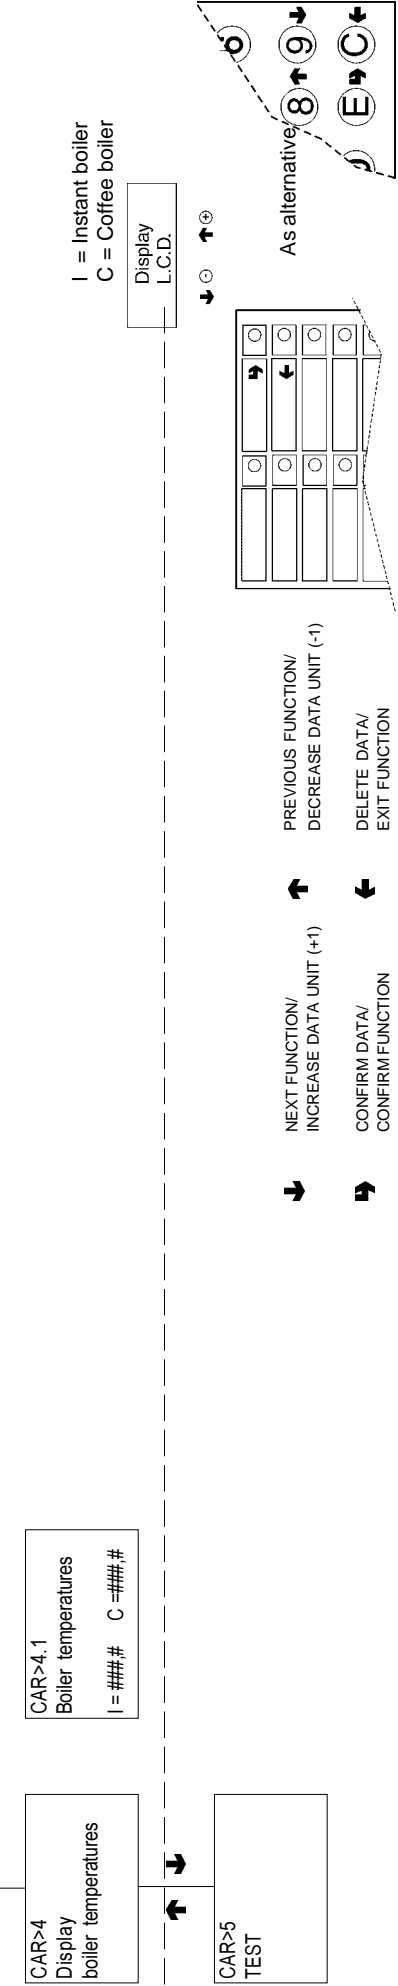 CAR>4
Display
boiler temperatures
CAR>4.1
Boiler temperatures
I = ###,# C =###,#
I = Instant boiler
C = Coffee boiler
Display
L.C.D.
- +
CAR>5
TEST
NEXT FUNCTION/
INCREASE DATA UNIT (+1)
PREVIOUS FUNCTION/
DECREASE DATA UNIT (-1)
CONFIRM DATA/
CONFIRM FUNCTION
DELETE DATA/
EXIT FUNCTION
As alternative
8 9
E C